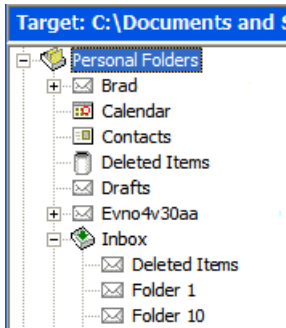 Target: C:\Documents and
Personal Folders
Brad
Calendar
Contacts
Deleted Items
Drafts
Evno4v30aa
Inbox
Deleted Items
Folder 1
Folder 10